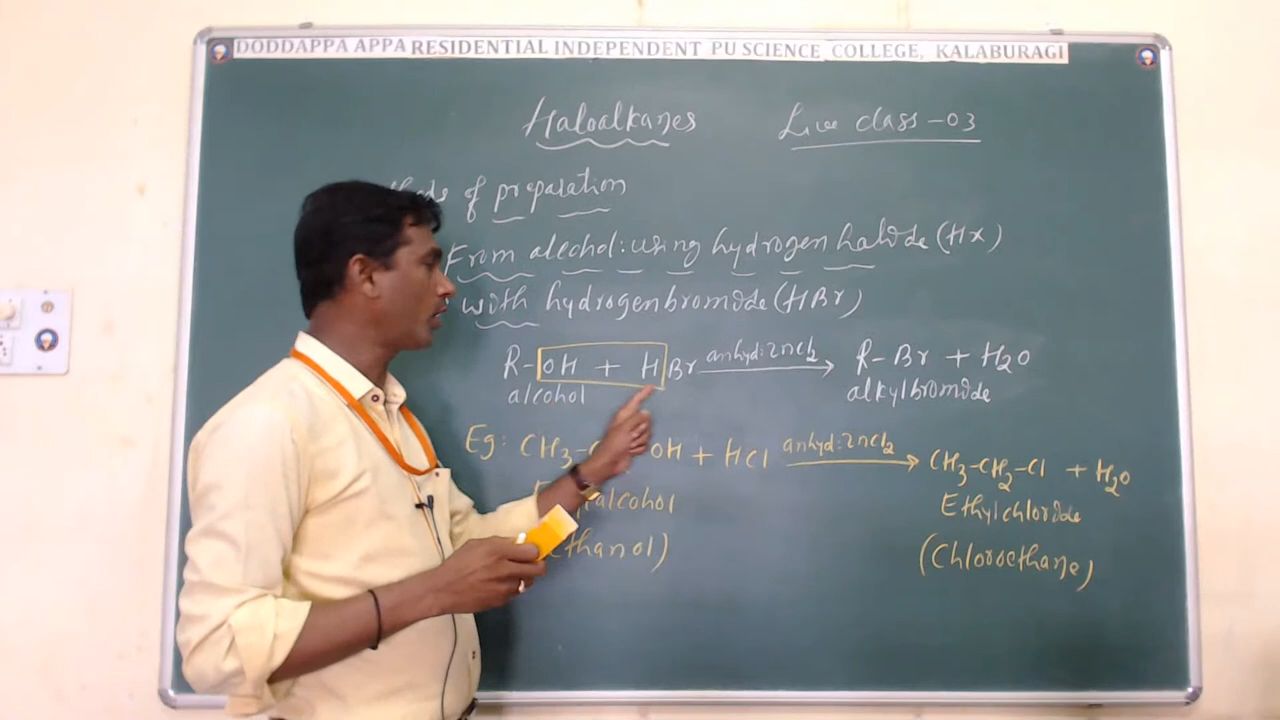 DODDAPPA APPA RESIDENTIAL INDEPENDENT PU SCIENCE COLLEGE, KALABURAGI
Haloalkanes Live class-03
of preparation
From alcohol: using hydrogen halide (HX)
with hydrogenbromide (HBr)
R-OH + HBr anhyd:ZnCl2 R-Br + H2O
alcohol alkylbromide
Eg: CH3- OH + HCl anhyd:ZnCl2 CH3-CH2-Cl + H2O
alcohol Ethylchloride
ethanol) (Chloroethane)